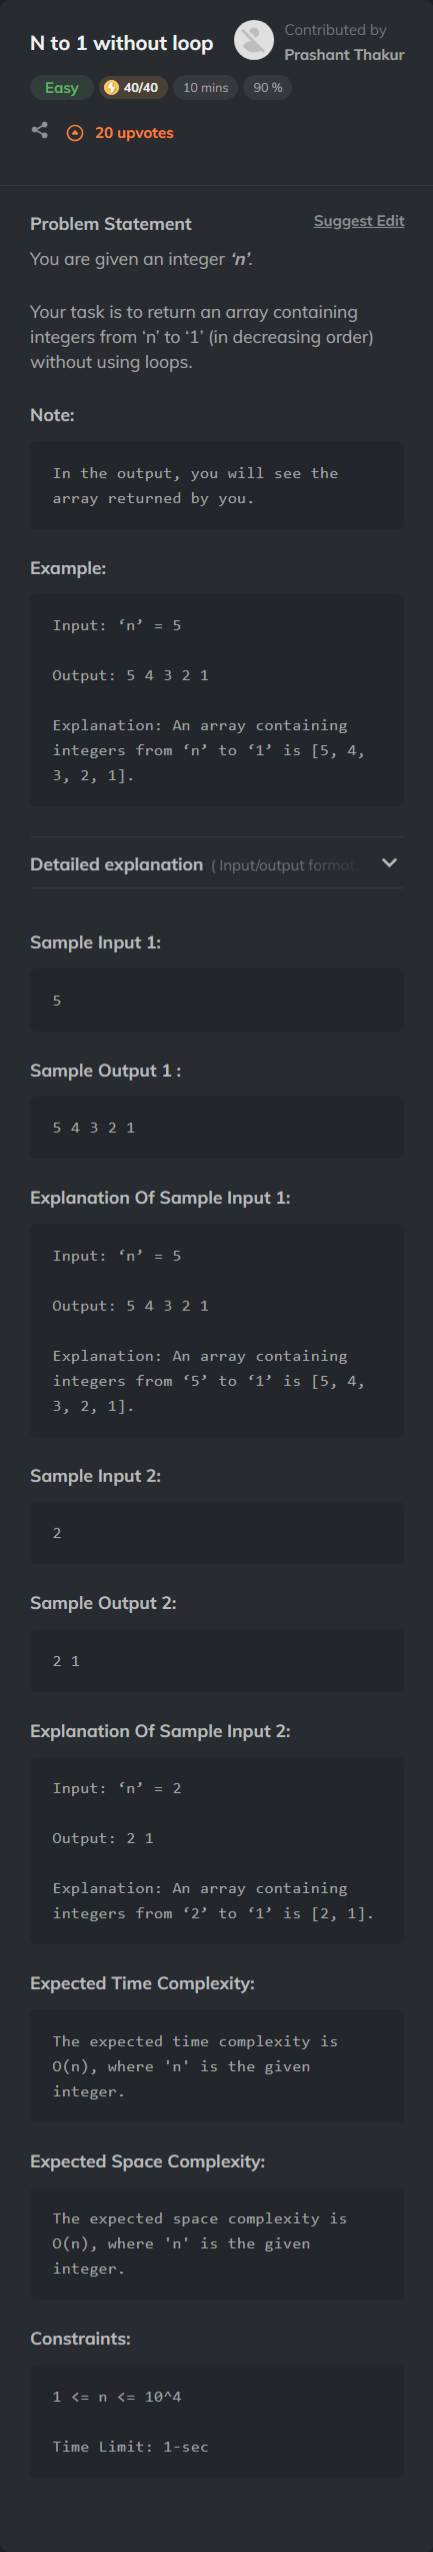 N to 1 without loop
Contributed by
Prashant Thakur
Easy
40/40
10 mins
90 %
20 upvotes
Problem Statement
Suggest Edit
You are given an integer ‘n’.
Your task is to return an array containing
integers from ‘n’ to ‘1’ (in decreasing order)
without using loops.
Note:
In the output, you will see the
array returned by you.
Example:
Input: ‘n’ = 5
Output: 5 4 3 2 1
Explanation: An array containing
integers from ‘n’ to ‘1’ is [5, 4,
3, 2, 1].
Detailed explanation ( Input/output format
Sample Input 1:
5
Sample Output 1 :
5 4 3 2 1
Explanation Of Sample Input 1:
Input: ‘n’ = 5
Output: 5 4 3 2 1
Explanation: An array containing
integers from ‘5’ to ‘1’ is [5, 4,
3, 2, 1].
Sample Input 2:
2
Sample Output 2:
2 1
Explanation Of Sample Input 2:
Input: ‘n’ = 2
Output: 2 1
Explanation: An array containing
integers from ‘2’ to ‘1’ is [2, 1].
Expected Time Complexity:
The expected time complexity is
O(n), where 'n' is the given
integer.
Expected Space Complexity:
The expected space complexity is
O(n), where 'n' is the given
integer.
Constraints:
1 <= n <= 10^4
Time Limit: 1-sec